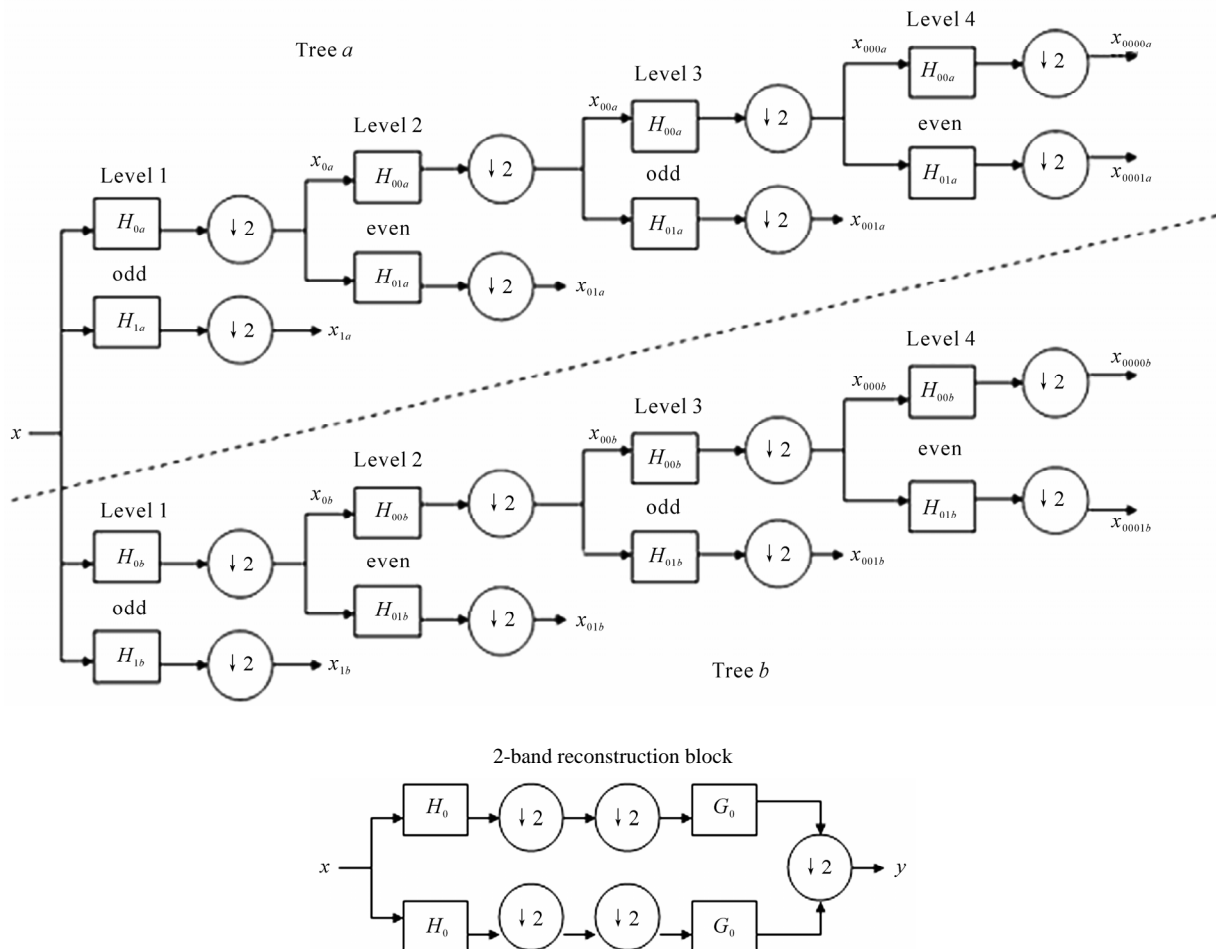 Level 4
x0000a
Tree a
x000a
H00a
↓2
Level 3
x00a
H00a
↓2
even
Level 2
x0a
H00a
↓2
odd
H01a
↓2
x0001a
Level 1
H0a
↓2
even
H01a
↓2
x001a
odd
H01a
↓2
x01a
H1a
↓2
x1a
Level 4
x0000b
x000b
H00b
↓2
Level 3
x
x00b
H00b
↓2
even
Level 2
x0b
H00b
↓2
odd
H01b
↓2
x0001b
Level 1
H0b
↓2
even
H01b
↓2
x001b
odd
H01b
↓2
x01b
H1b
↓2
x1b
Tree b
2-band reconstruction block
H0
↓2
↓2
G0
x
↓2
y
H0
↓2
↓2
G0